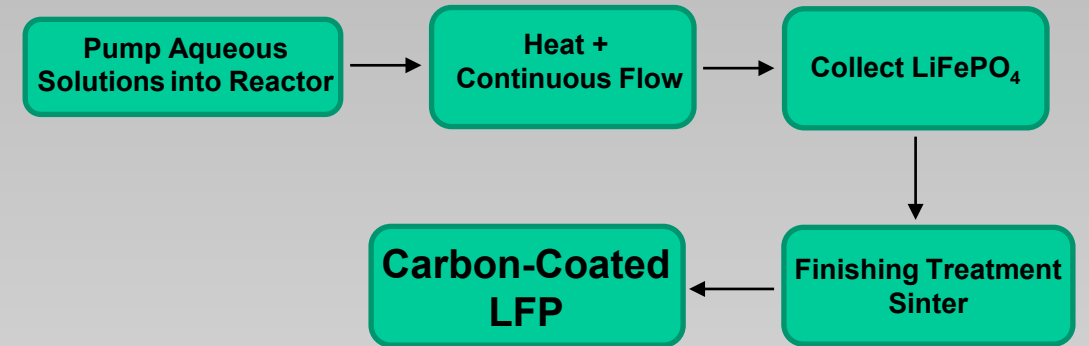 Pump Aqueous
Solutions into Reactor
Heat +
Continuous Flow
Collect LiFePO₄
Finishing Treatment
Sinter
Carbon-Coated
LFP